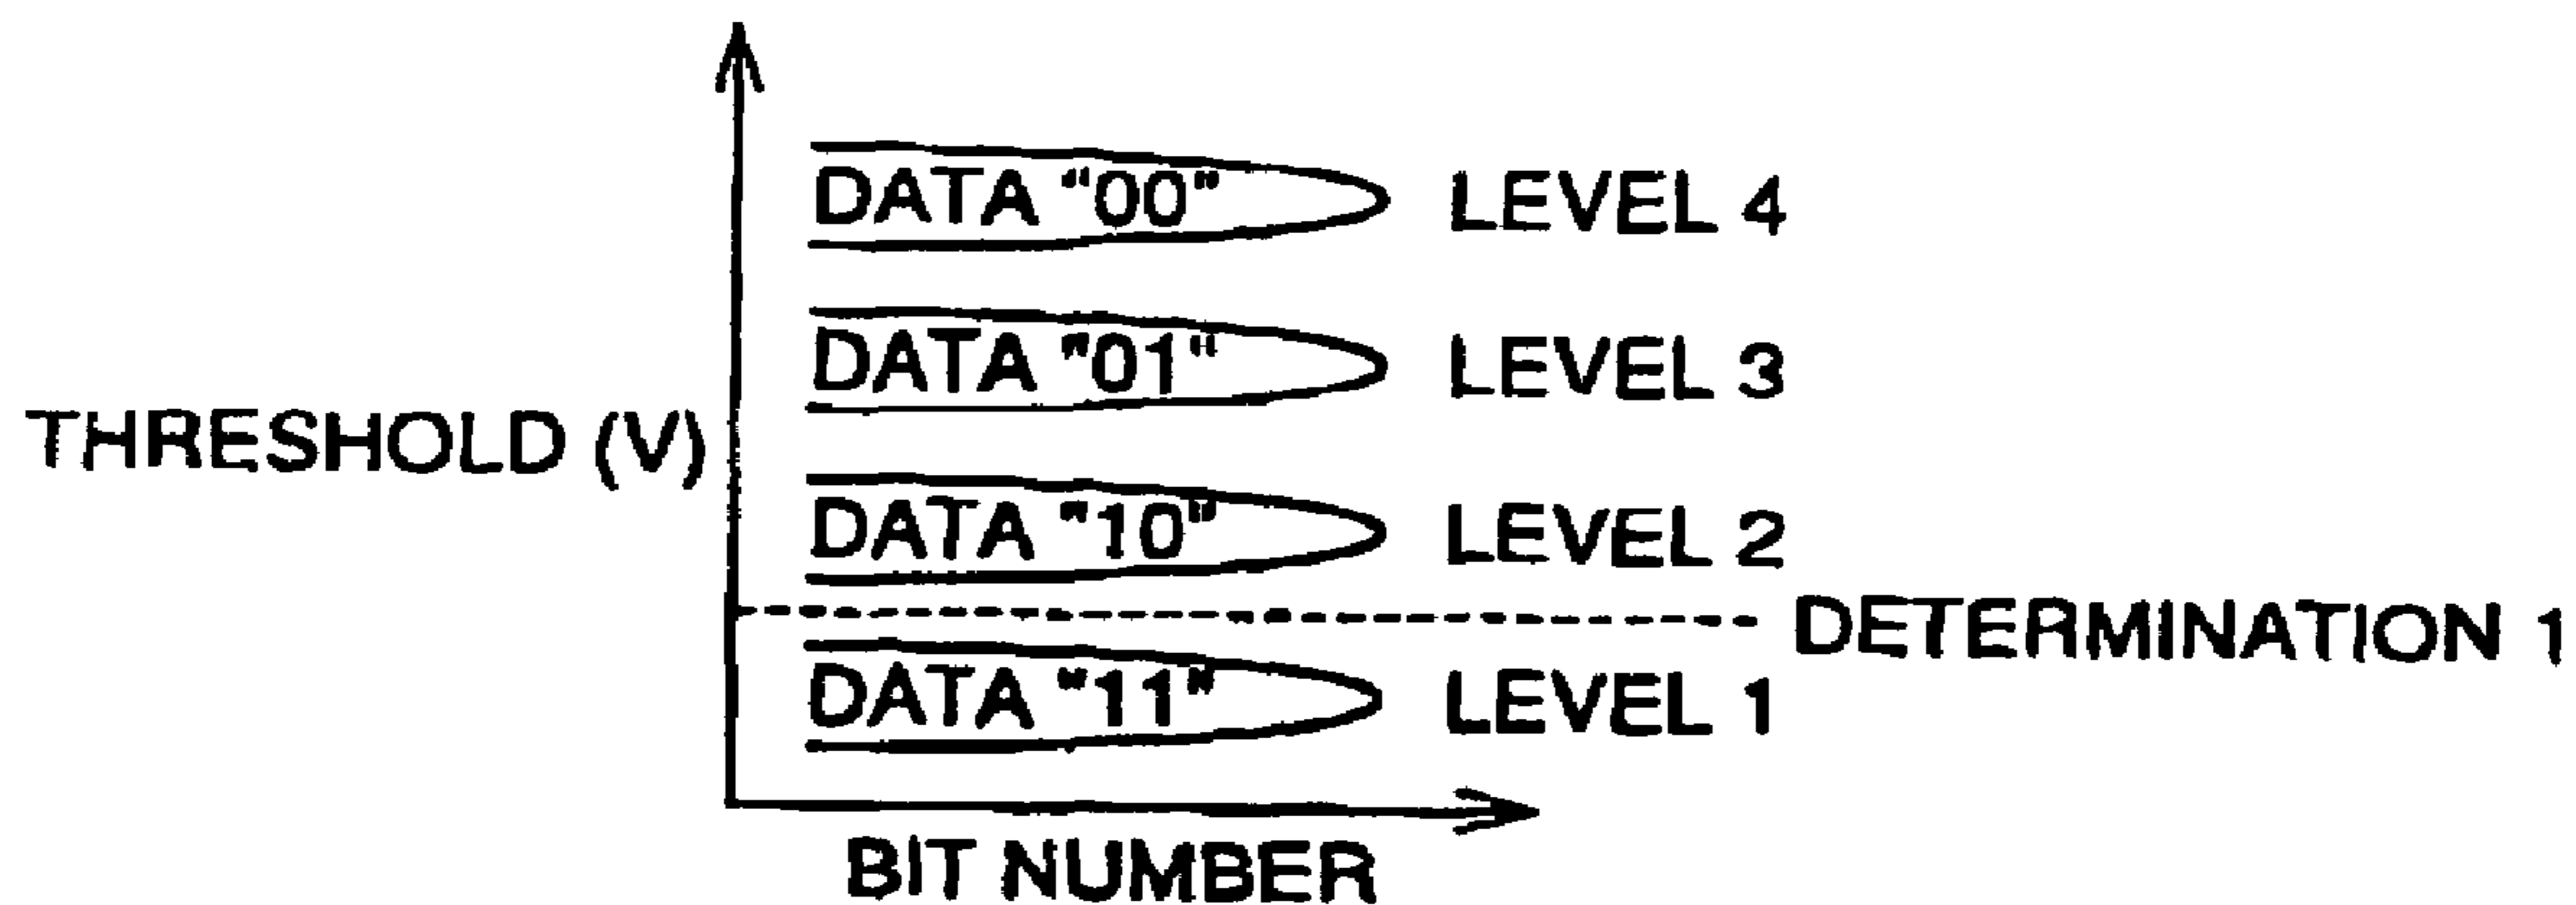 DATA "00" LEVEL 4
DATA "01" LEVEL 3
THRESHOLD (V)
DATA "10" LEVEL 2
DETERMINATION 1
DATA "11" LEVEL 1
BIT NUMBER